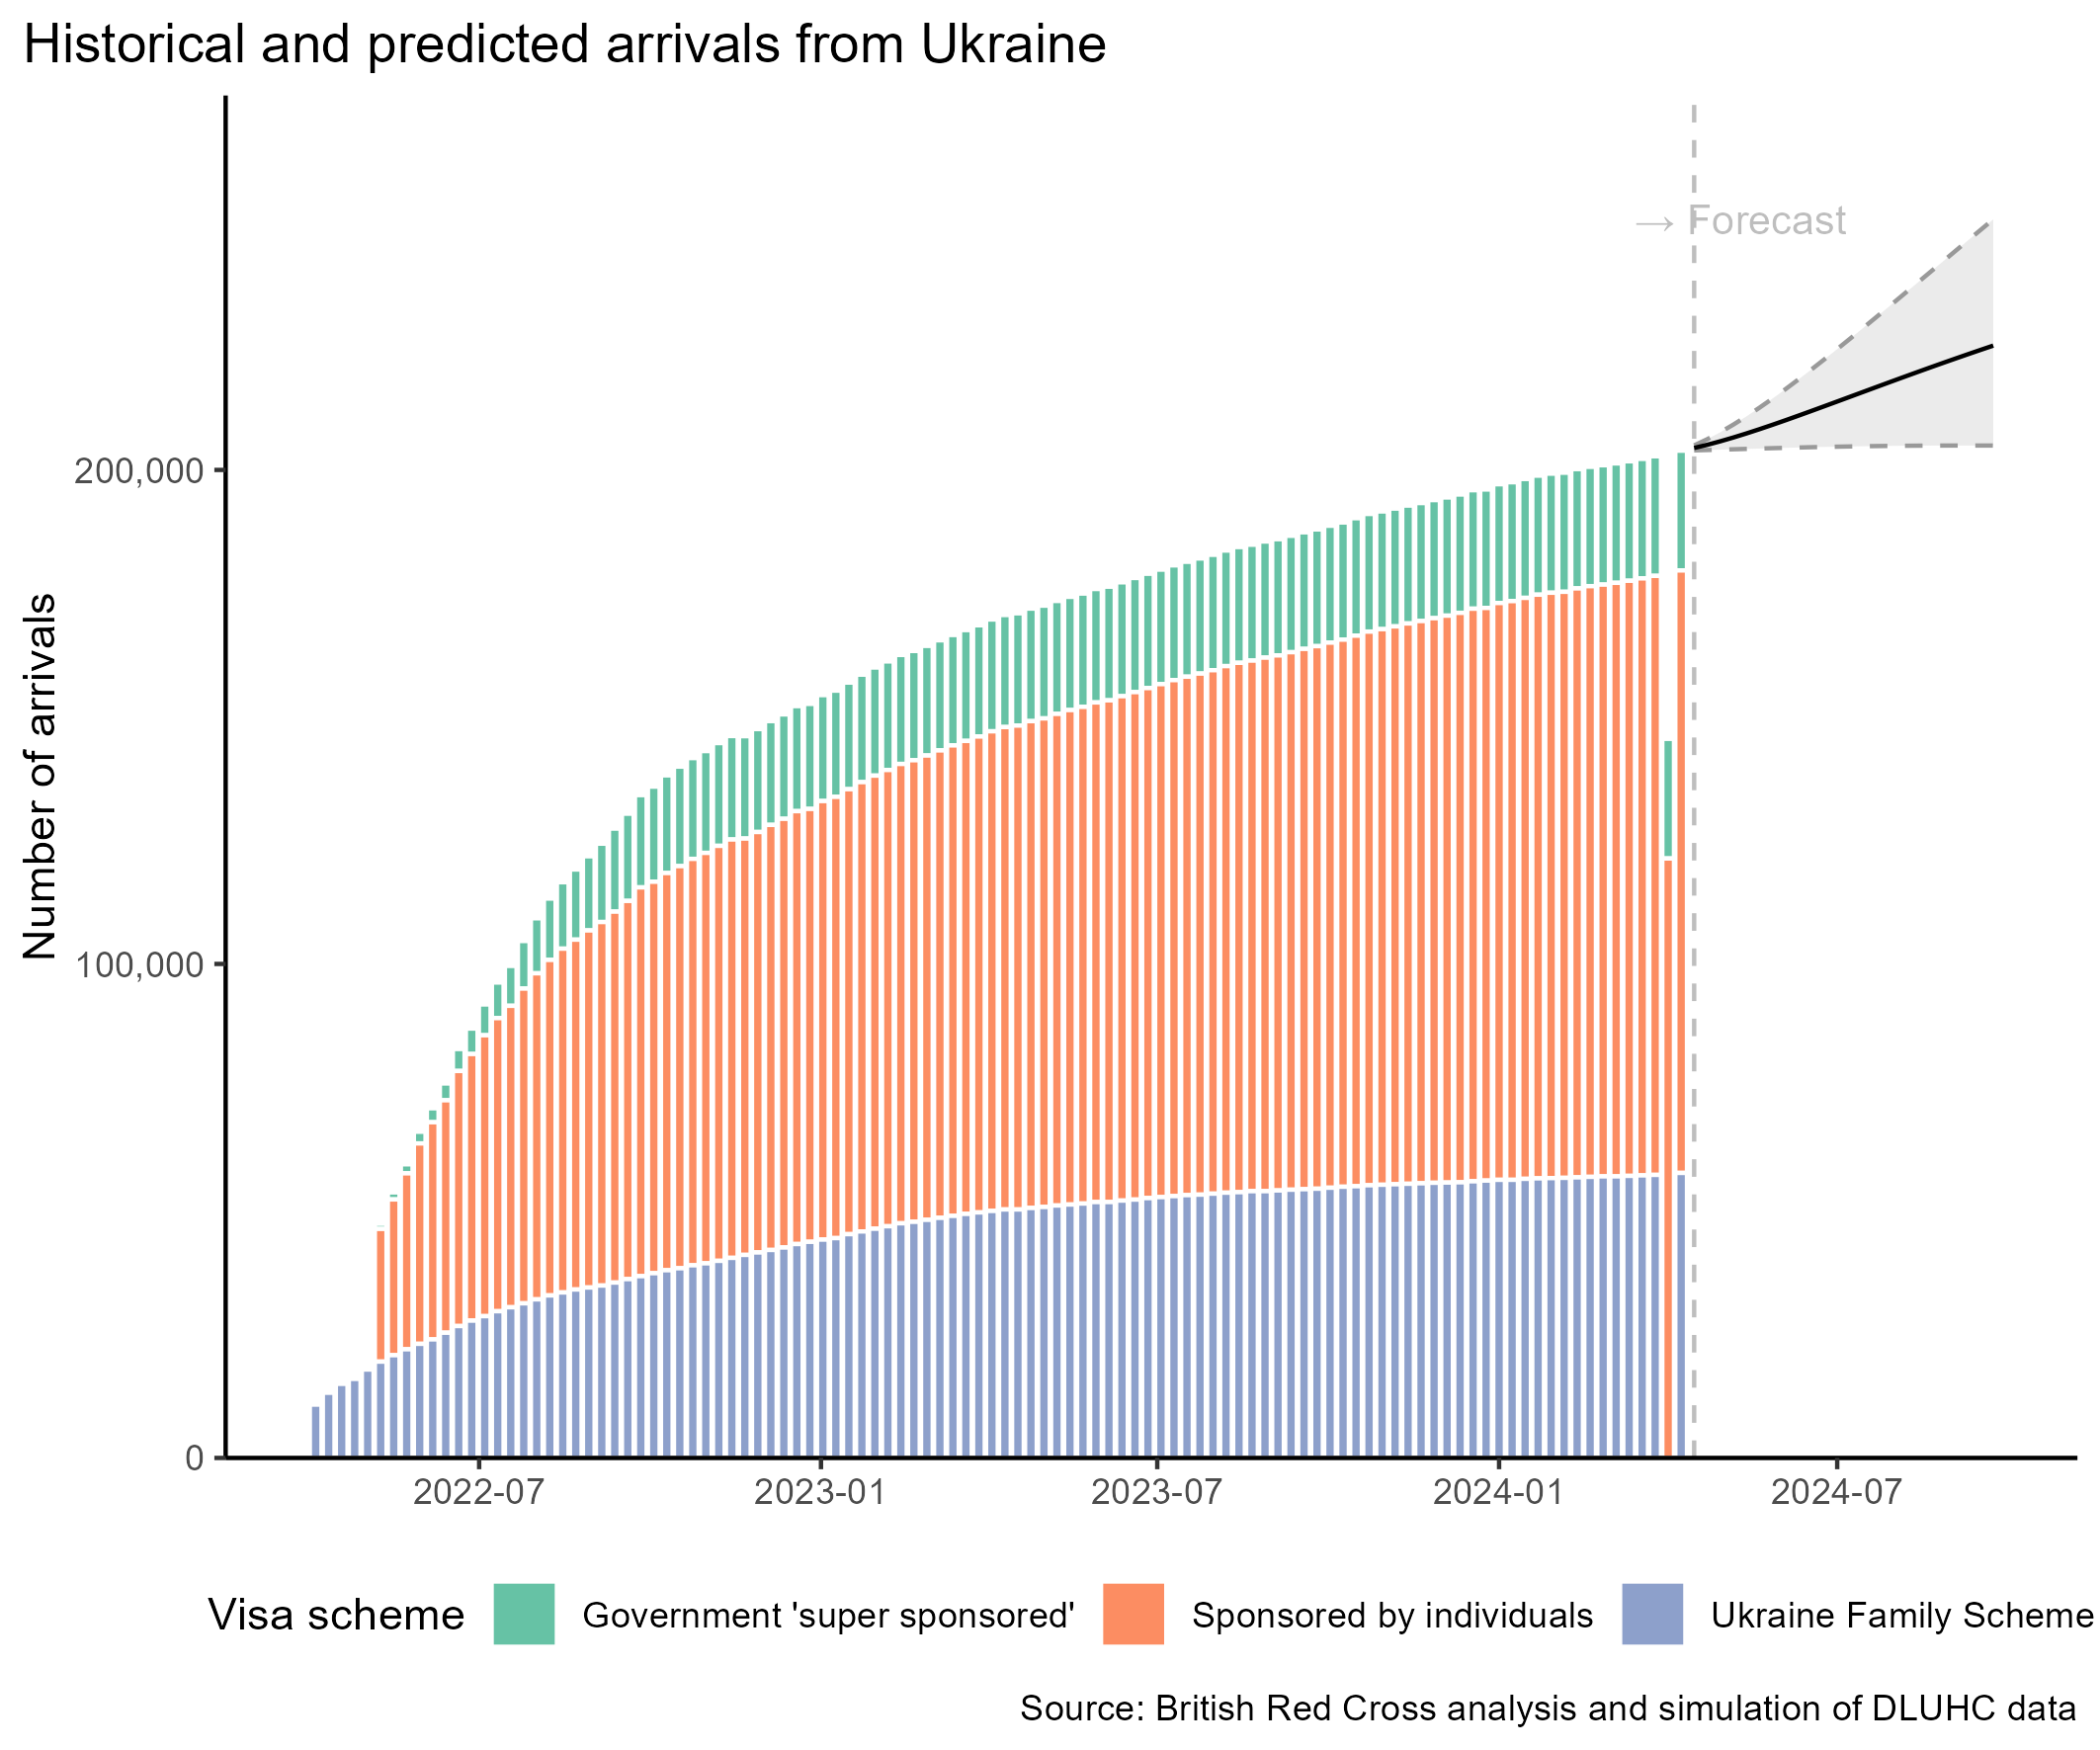 Historical and predicted arrivals from Ukraine
→ Forecast
Number of arrivals
200,000
100,000
0
2022-07
2023-01
2023-07
2024-01
2024-07
Visa scheme
Government 'super sponsored'
Sponsored by individuals
Ukraine Family Scheme
Source: British Red Cross analysis and simulation of DLUHC data